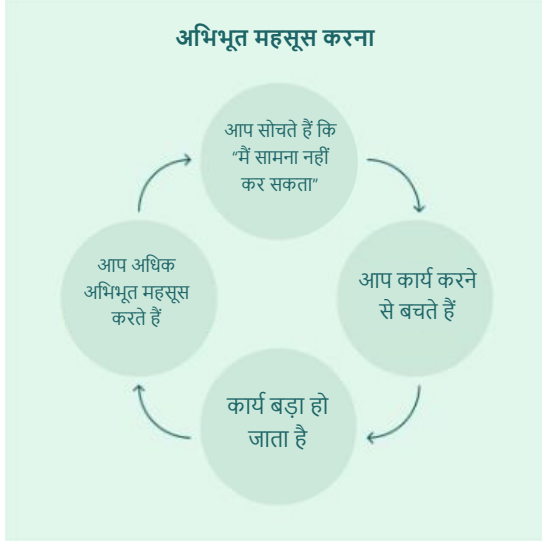 अभिभूत महसूस करना
आप सोचते हैं कि
“मैं सामना नहीं
कर सकता”
आप कार्य करने
से बचते हैं
कार्य बड़ा हो
जाता है
आप अधिक
अभिभूत महसूस
करते हैं